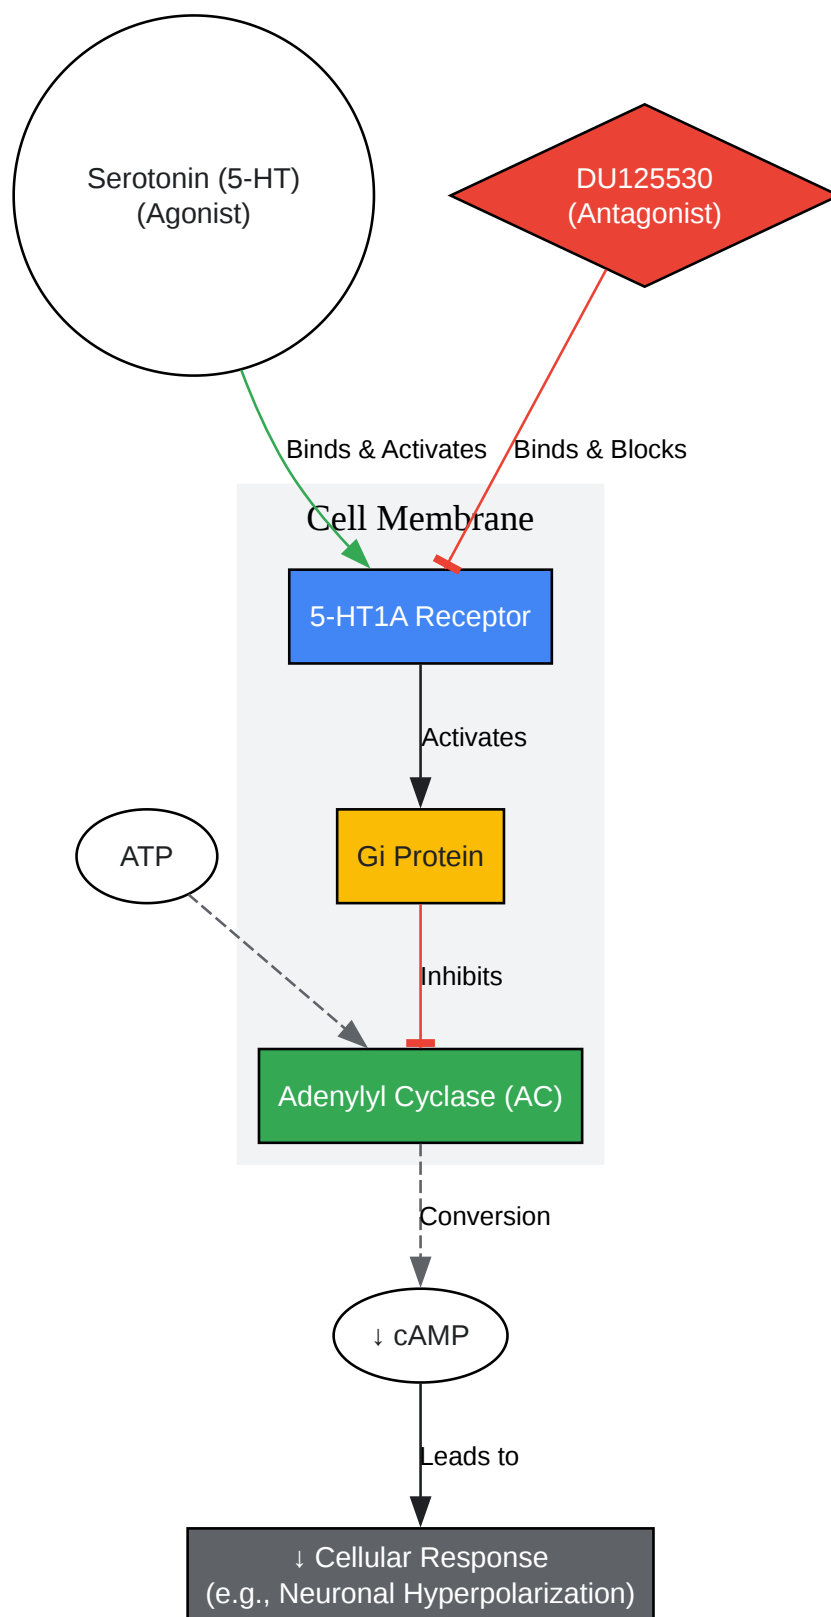 Serotonin (5-HT)
(Agonist)
DU125530
(Antagonist)
Binds & Activates
Binds & Blocks
Cell Membrane
5-HT1A Receptor
Activates
ATP
Gi Protein
Inhibits
Adenylyl Cyclase (AC)
Conversion
↓ cAMP
Leads to
↓ Cellular Response
(e.g., Neuronal Hyperpolarization)